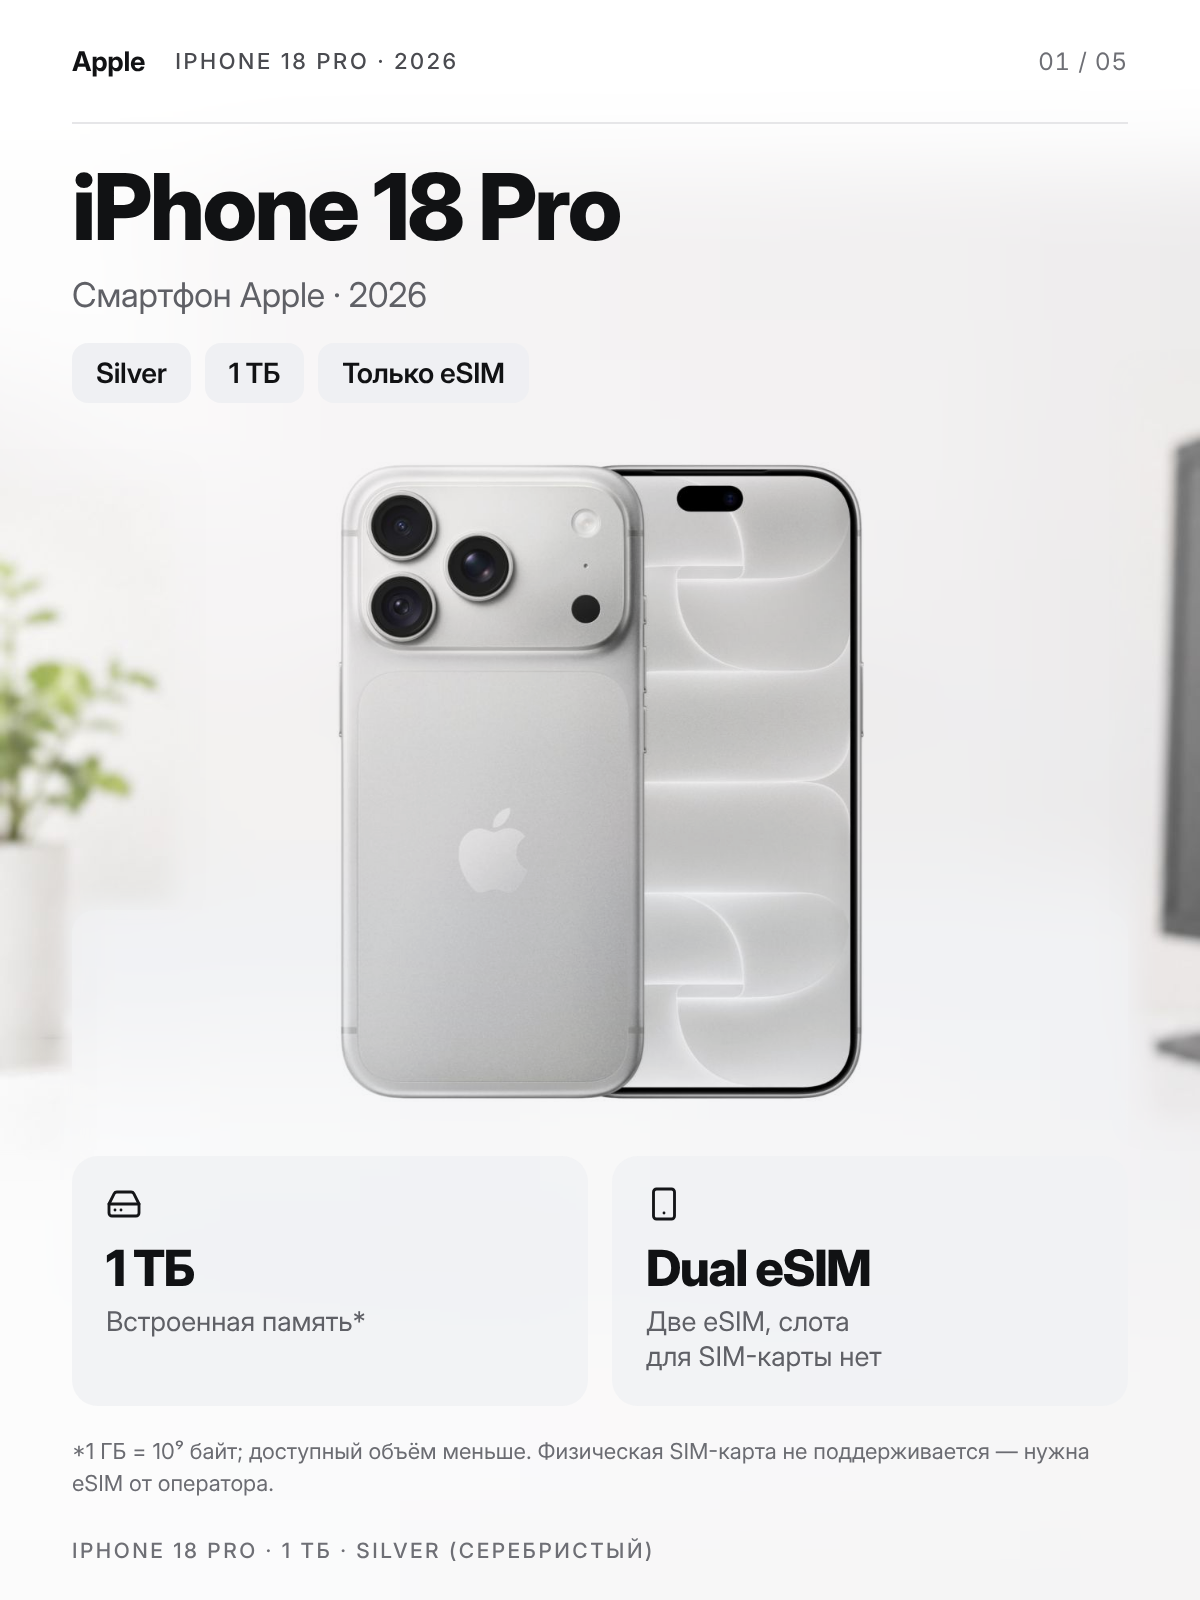 Apple IPHONE 18 PRO · 2026 01 / 05
iPhone 18 Pro
Смартфон Apple · 2026
Silver 1 ТБ Только eSIM
1 ТБ
Встроенная память*
Dual eSIM
Две eSIM, слота
для SIM-карты нет
*1 ГБ = 10⁹ байт; доступный объём меньше. Физическая SIM-карта не поддерживается — нужна
eSIM от оператора.
IPHONE 18 PRO · 1 ТБ · SILVER (СЕРЕБРИСТЫЙ)